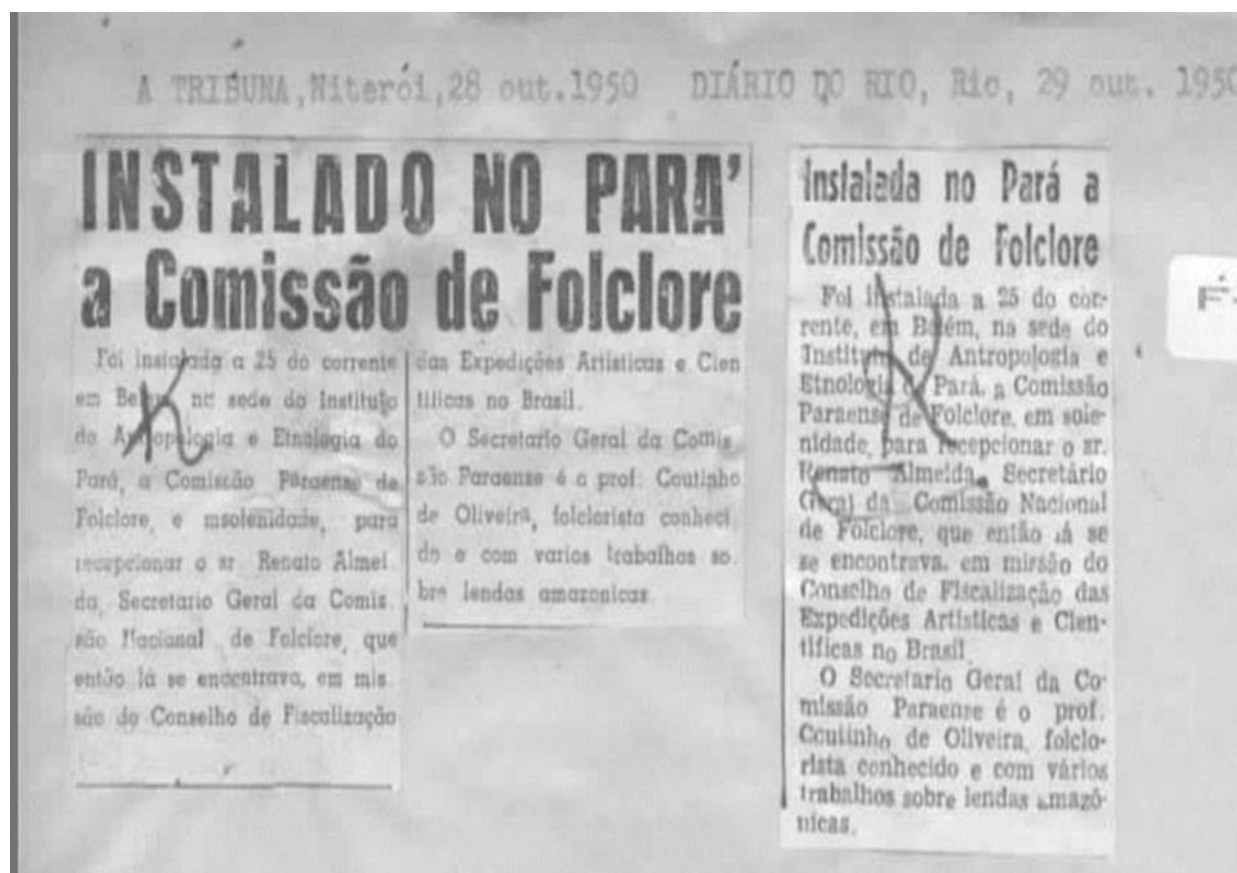 A TRIBUNA, Niterói, 28 out. 1950
INSTALADO NO PARA'
a Comissão de Folclore
Foi instalada a 25 do corrente
em Belem, na sede do Instituto
de Antropologia e Etnologia do
Pará, a Comissão Paraense de
Folclore, e msolenidade, para
recepcionar o sr Renato Almei.
da, Secretario Geral da Comis.
são Nacional de Folclore, que
então lá se encontrava, em mis.
são do Conselho de Fiscalização
das Expedições Artisticas e Cien
tificas no Brasil.
O Secretario Geral da Comis
são Paraense é o prof. Coutinho
de Oliveira, folclorista conheci.
do e com varios trabalhos so.
bre lendas amazonicas.
DIÁRIO DO RIO, Rio, 29 out. 1950
Instalada no Pará a
Comissão de Folclore
Foi instalada a 25 do cor-
rente, em Belém, na sede do
Instituto de Antropologia e
Etnologia do Pará, a Comissão
Paraense de Folclore, em sole-
nidade, para recepcionar o sr.
Renato Almeida, Secretário
Geral da Comissão Nacional
de Folclore, que então lá se
se encontrava, em missão do
Conselho de Fiscalização das
Expedições Artísticas e Cien-
tificas no Brasil.
O Secretario Geral da Co-
missão Paraense é o prof.
Coutinho de Oliveira, folclo-
rista conhecido e com vários
trabalhos sobre lendas amazô-
nicas.